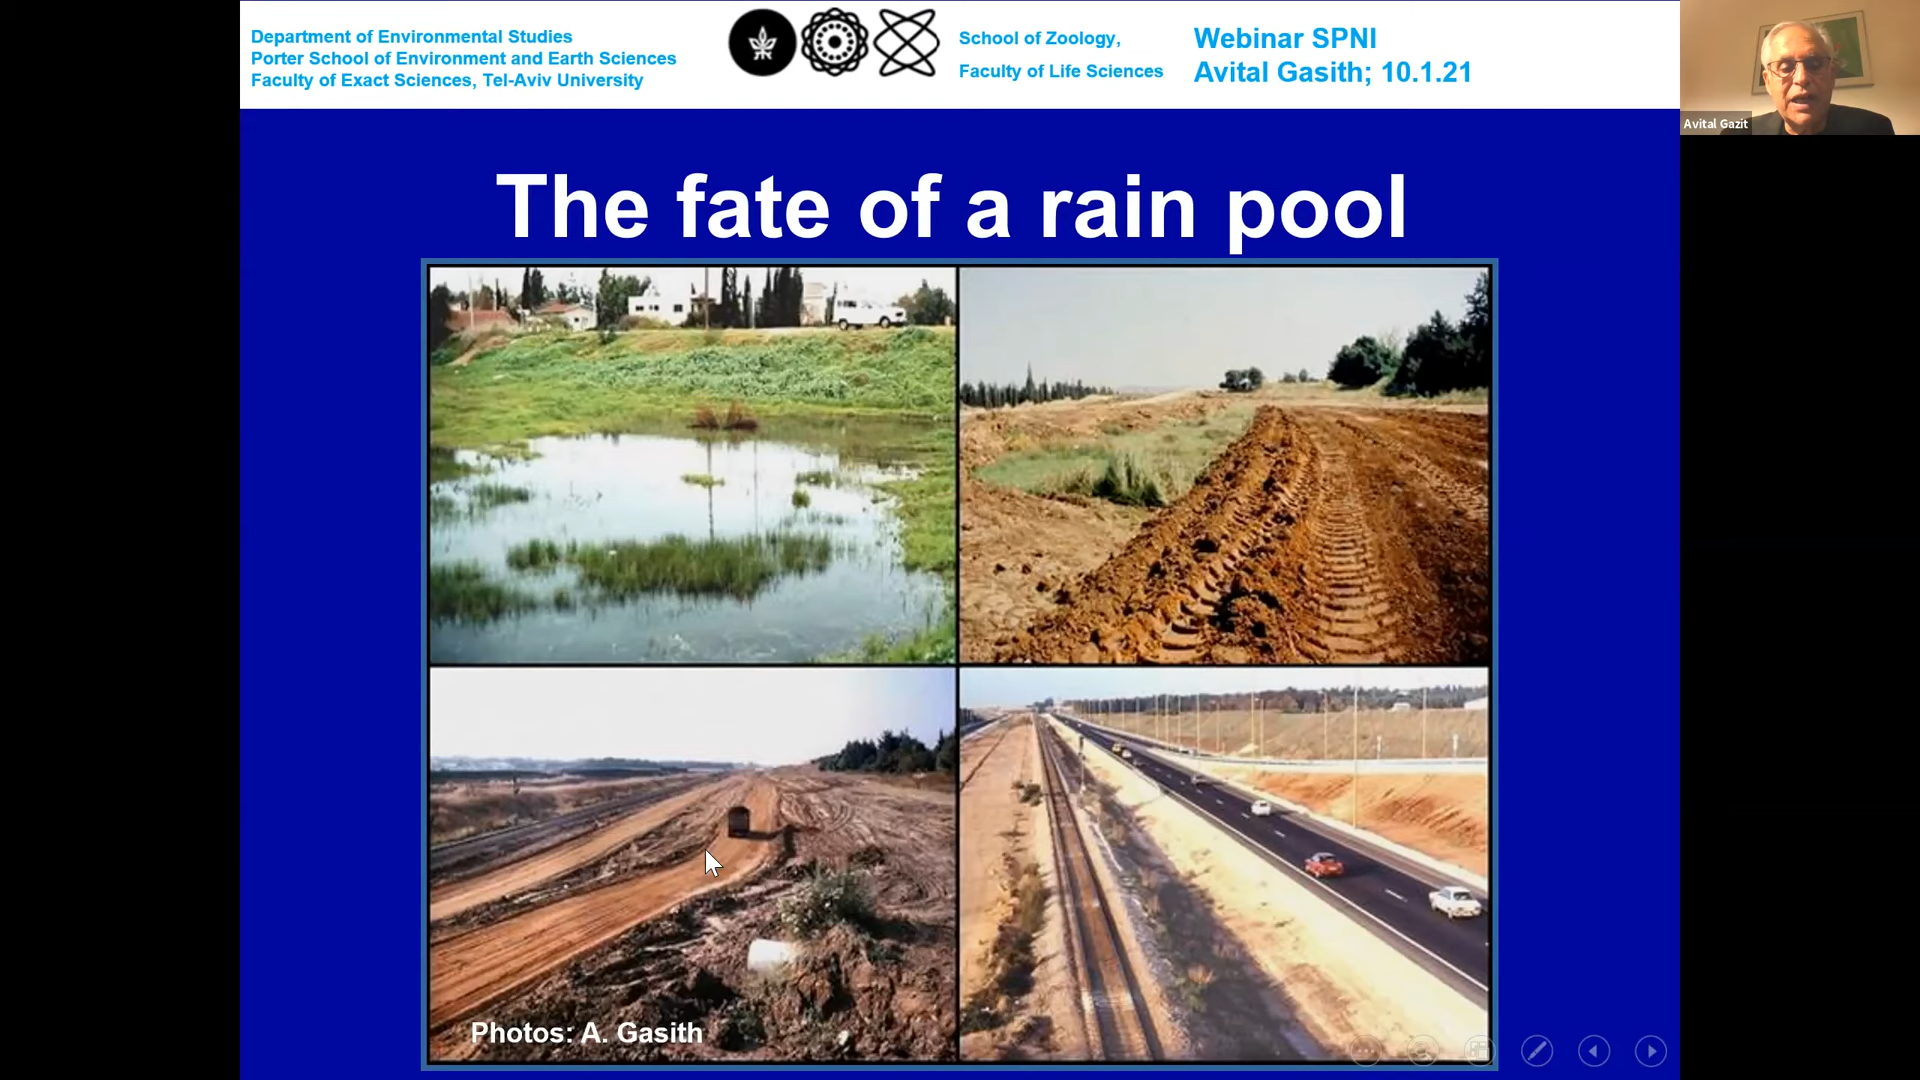 Department of Environmental Studies
Porter School of Environment and Earth Sciences
Faculty of Exact Sciences, Tel-Aviv University
School of Zoology,
Faculty of Life Sciences
Webinar SPNI
Avital Gasith; 10.1.21
Avital Gazit
The fate of a rain pool
Photos: A. Gasith